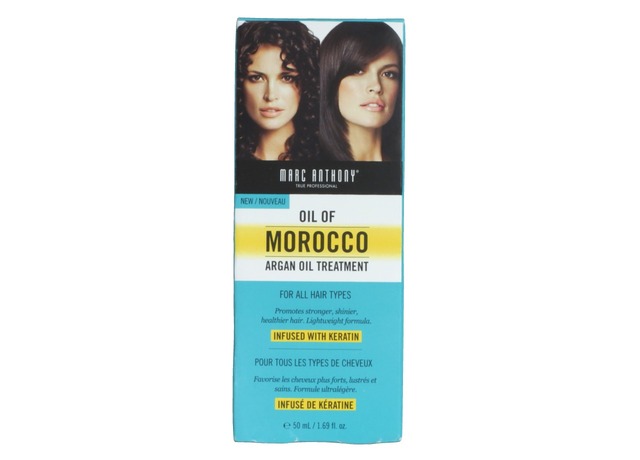 MARC ANTHONY®
TRUE PROFESSIONAL
NEW / NOUVEAU
OIL OF
MOROCCO
ARGAN OIL TREATMENT
FOR ALL HAIR TYPES
Promotes stronger, shinier,
healthier hair. Lightweight formula.
INFUSED WITH KERATIN
POUR TOUS LES TYPES DE CHEVEUX
Favorise les cheveux plus forts, lustrés et
sains. Formule ultralégère.
INFUSÉ DE KÉRATINE
℮ 50 mL / 1.69 fl. oz.